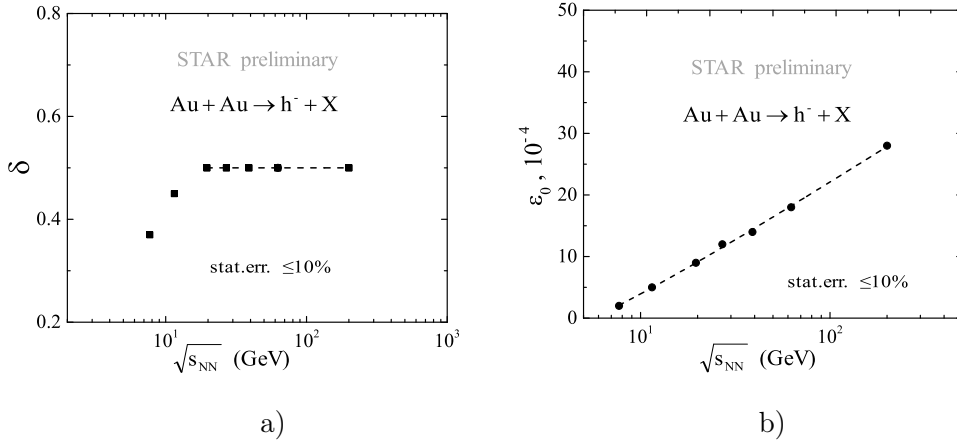 0.8
STAR preliminary
Au + Au → h⁻ + X
0.6
δ
0.4
stat.err. ≤10%
0.2
10¹ 10² 10³
√s_NN (GeV)
a)
50
STAR preliminary
40
Au + Au → h⁻ + X
30
ε₀ , 10⁻⁴
20
10
stat.err. ≤10%
0
10¹ 10²
√s_NN (GeV)
b)